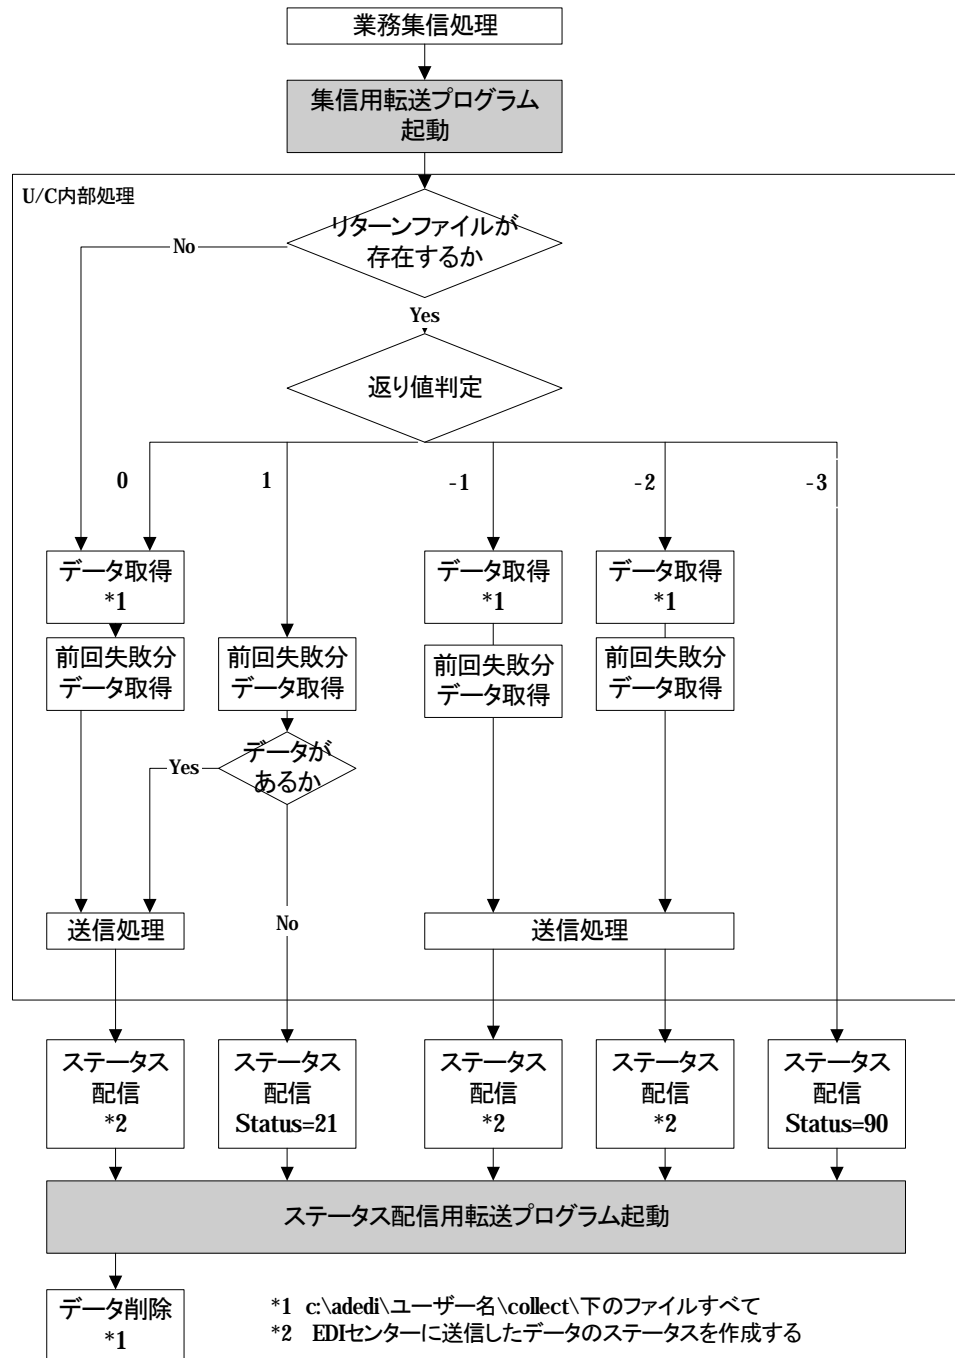 業務集信処理
集信用転送プログラム
起動
U/C内部処理
リターンファイルが
存在するか
No
Yes
返り値判定
0
1
-1
-2
-3
データ取得
*1
データ取得
*1
データ取得
*1
前回失敗分
データ取得
前回失敗分
データ取得
前回失敗分
データ取得
前回失敗分
データ取得
データが
あるか
Yes
No
送信処理
送信処理
ステータス
配信
*2
ステータス
配信
Status=21
ステータス
配信
*2
ステータス
配信
*2
ステータス
配信
Status=90
ステータス配信用転送プログラム起動
データ削除
*1
*1 c:\adedi\ユーザー名\collect\下のファイルすべて
*2 EDIセンターに送信したデータのステータスを作成する